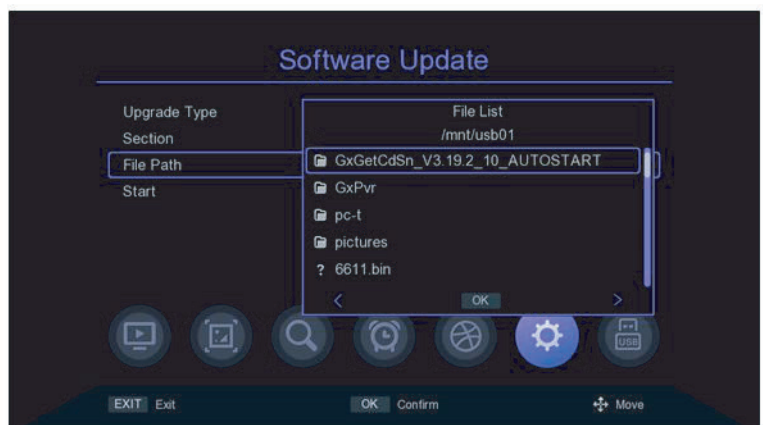 Software Update
Upgrade Type
Section
File Path
Start
File List
/mnt/usb01
GxGetCdSn_V3.19.2_10_AUTOSTART
GxPvr
pc-t
pictures
? 6611.bin
< OK >
USB
EXIT Exit
OK Confirm
Move